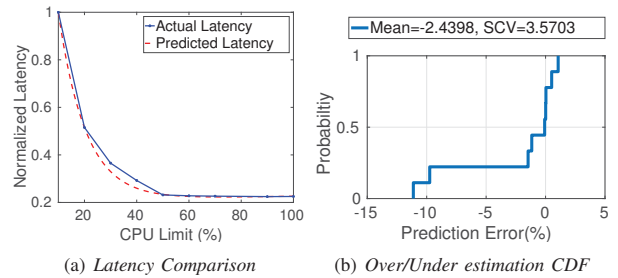 Actual Latency
Predicted Latency
Normalized Latency
1
0.8
0.6
0.4
0.2
20 40 60 80 100
CPU Limit (%)
(a) Latency Comparison
Mean=-2.4398, SCV=3.5703
Probabiltiy
1
0.5
0
-15 -10 -5 0 5
Prediction Error(%)
(b) Over/Under estimation CDF